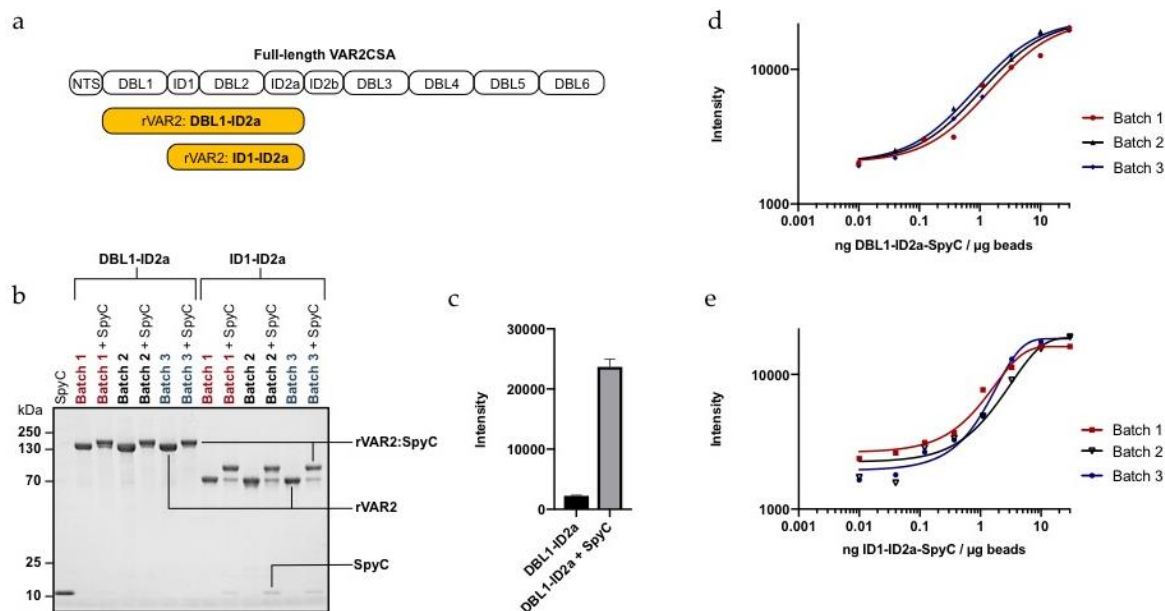 a
Full-length VAR2CSA
NTS DBL1 ID1 DBL2 ID2a ID2b DBL3 DBL4 DBL5 DBL6
rVAR2: DBL1-ID2a
rVAR2: ID1-ID2a
b
DBL1-ID2a ID1-ID2a
SpyC
Batch 1
Batch 1 + SpyC
Batch 2
Batch 2 + SpyC
Batch 3
Batch 3 + SpyC
Batch 1
Batch 1 + SpyC
Batch 2
Batch 2 + SpyC
Batch 3
Batch 3 + SpyC
kDa
250
130
70
25
10
rVAR2:SpyC
rVAR2
SpyC
c
30000
20000
10000
0
Intensity
DBL1-ID2a
DBL1-ID2a + SpyC
d
10000
1000
Intensity
0.001 0.01 0.1 1 10
ng DBL1-ID2a-SpyC / µg beads
Batch 1
Batch 2
Batch 3
e
10000
1000
Intensity
0.001 0.01 0.1 1 10
ng ID1-ID2a-SpyC / µg beads
Batch 1
Batch 2
Batch 3